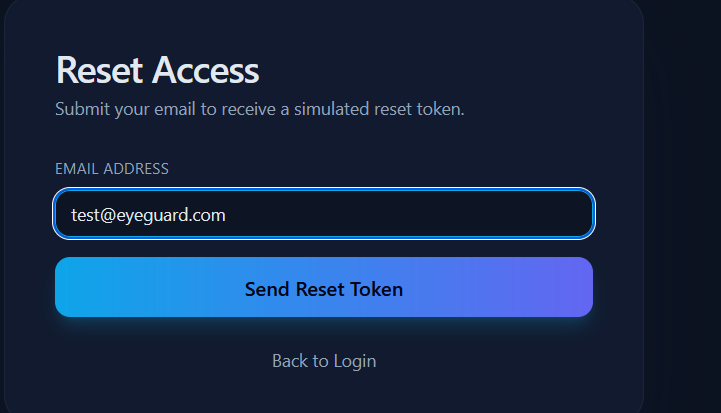 Reset Access
Submit your email to receive a simulated reset token.
EMAIL ADDRESS
test@eyeguard.com
Send Reset Token
Back to Login